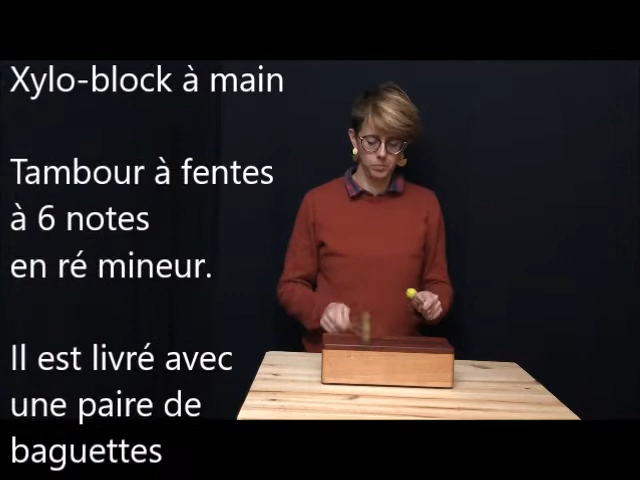 Xylo-block à main
Tambour à fentes
à 6 notes
en ré mineur.
Il est livré avec
une paire de
baguettes